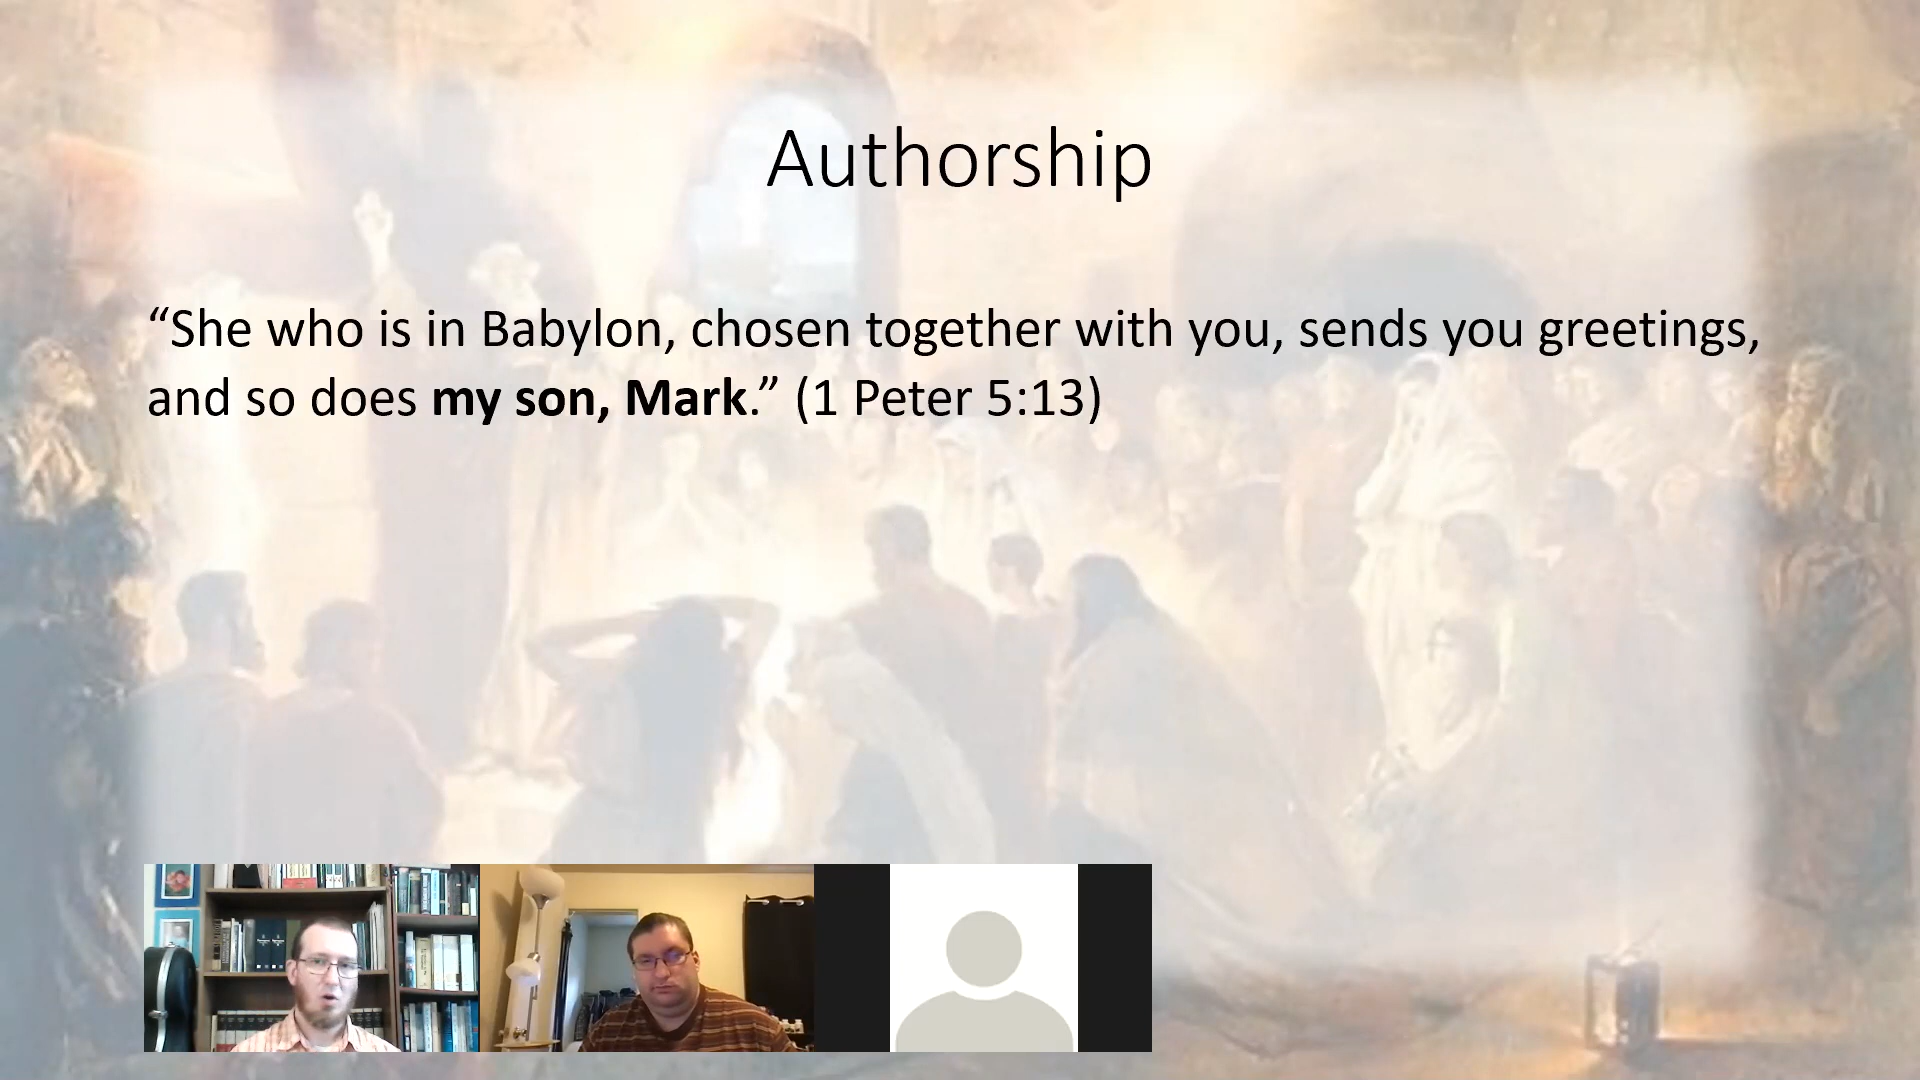 Authorship
“She who is in Babylon, chosen together with you, sends you greetings,
and so does my son, Mark.” (1 Peter 5:13)